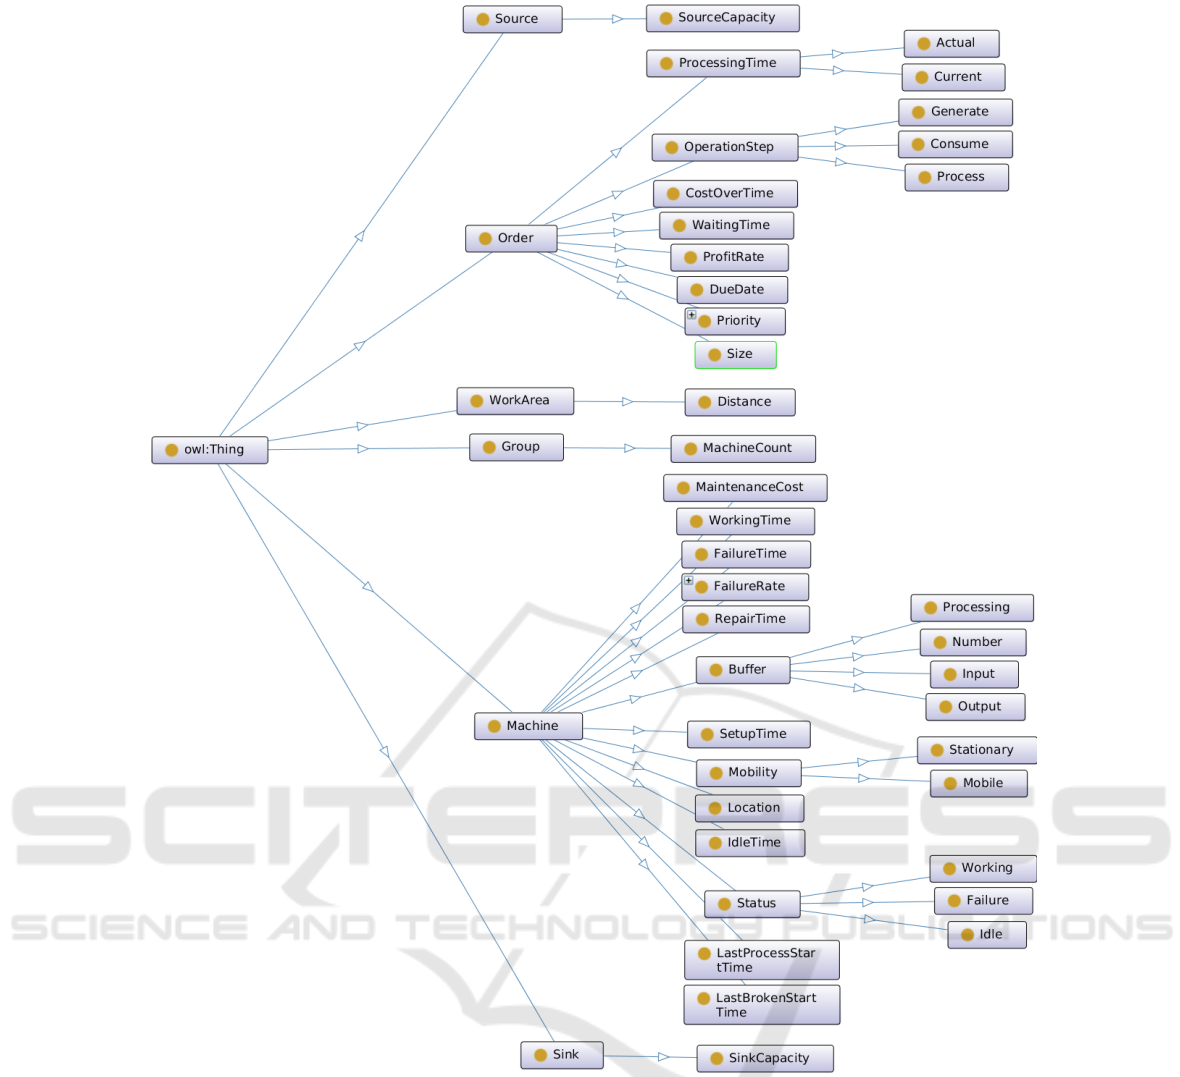 Source
SourceCapacity
ProcessingTime
Actual
Current
OperationStep
Generate
Consume
Process
Order
CostOverTime
WaitingTime
ProfitRate
DueDate
Priority
Size
WorkArea
Distance
owl:Thing
Group
MachineCount
MaintenanceCost
WorkingTime
FailureTime
FailureRate
RepairTime
Buffer
Processing
Number
Input
Output
Machine
SetupTime
Mobility
Stationary
Mobile
Location
IdleTime
Status
Working
Failure
Idle
LastProcessStar
tTime
LastBrokenStart
Time
Sink
SinkCapacity
SCITEPRESS
SCIENCE AND TECHNOLOGY PUBLICATIONS